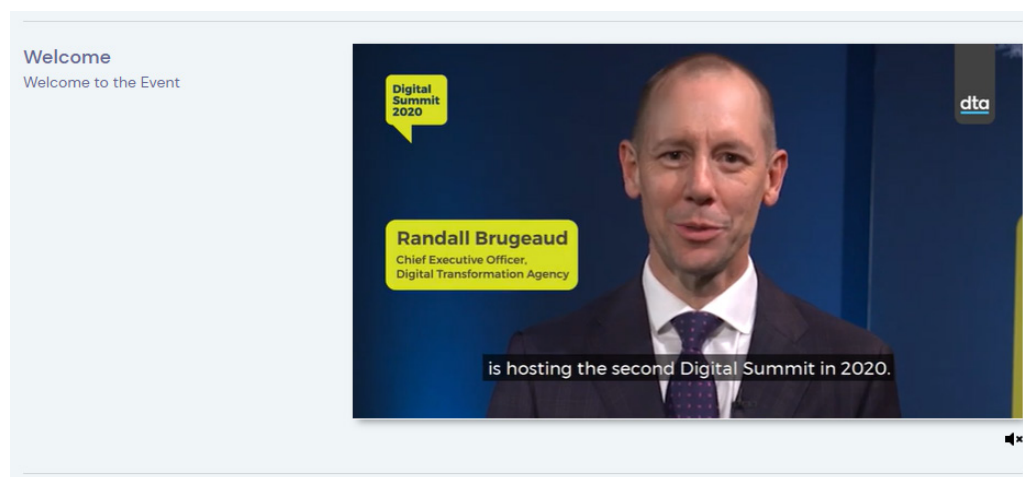 Welcome
Welcome to the Event
Digital
Summit
2020
dta
Randall Brugeaud
Chief Executive Officer,
Digital Transformation Agency
is hosting the second Digital Summit in 2020.